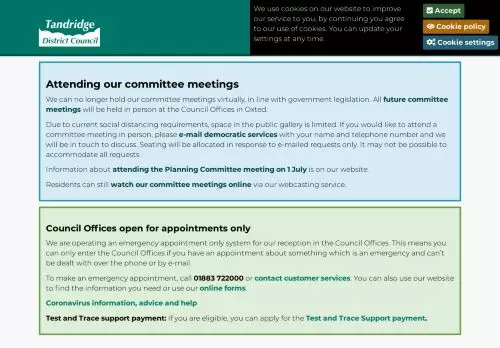 Tandridge
District Council
We use cookies on our website to improve
our service to you, by continuing you agree
to our use of cookies. You can update your
settings at any time.
Accept
Cookie policy
Cookie settings
Attending our committee meetings
We can no longer hold our committee meetings virtually, in line with government legislation. All future committee
meetings will be held in person at the Council Offices in Oxted.
Due to current social distancing requirements, space in the public gallery is limited. If you would like to attend a
committee meeting in person, please e-mail democratic services with your name and telephone number and we
will be in touch to discuss. Seating will be allocated in response to e-mailed requests only. It may not be possible to
accommodate all requests.
Information about attending the Planning Committee meeting on 1 July is on our website.
Residents can still watch our committee meetings online via our webcasting service.
Council Offices open for appointments only
We are operating an emergency appointment only system for our reception in the Council Offices. This means you
can only enter the Council Offices if you have an appointment about something which is an emergency and can't
be dealt with over the phone or by e-mail.
To make an emergency appointment, call 01883 722000 or contact customer services. You can also use our website
to find the information you need or use our online forms.
Coronavirus information, advice and help
Test and Trace support payment: If you are eligible, you can apply for the Test and Trace Support payment.